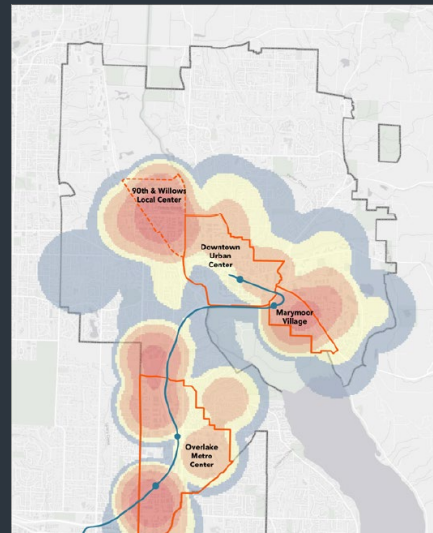 90th & Willows
Local Center
Downtown
Urban
Center
Marymoor
Village
Overlake
Metro
Center